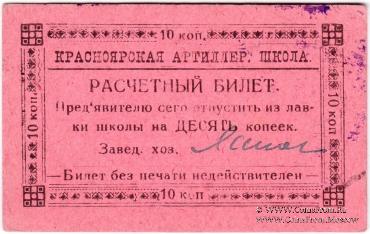 10 коп.
КРАСНОЯРСКАЯ АРТИЛЛЕР. ШКОЛА.
РАСЧЕТНЫЙ БИЛЕТ.
Пред'явителю сего отпустить из лав-
ки школы на ДЕСЯТЬ копеек.
Завед. хоз.
Билет без печати недействителен
10 коп
10 коп.
10 коп